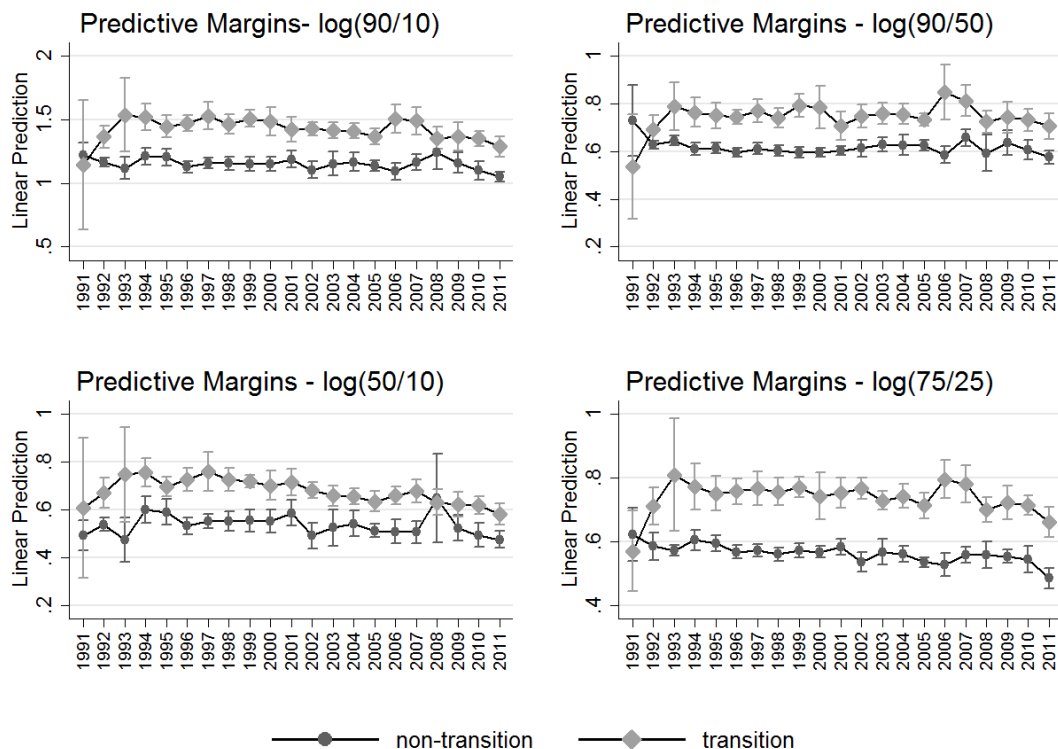 Predictive Margins- log(90/10)
Linear Prediction
2
1.5
1
.5
1991 1992 1993 1994 1995 1996 1997 1998 1999 2000 2001 2002 2003 2004 2005 2006 2007 2008 2009 2010 2011
Predictive Margins - log(90/50)
Linear Prediction
1
.8
.6
.4
.2
1991 1992 1993 1994 1995 1996 1997 1998 1999 2000 2001 2002 2003 2004 2005 2006 2007 2008 2009 2010 2011
Predictive Margins - log(50/10)
Linear Prediction
1
.8
.6
.4
.2
1991 1992 1993 1994 1995 1996 1997 1998 1999 2000 2001 2002 2003 2004 2005 2006 2007 2008 2009 2010 2011
Predictive Margins - log(75/25)
Linear Prediction
1
.8
.6
.4
1991 1992 1993 1994 1995 1996 1997 1998 1999 2000 2001 2002 2003 2004 2005 2006 2007 2008 2009 2010 2011
non-transition
transition